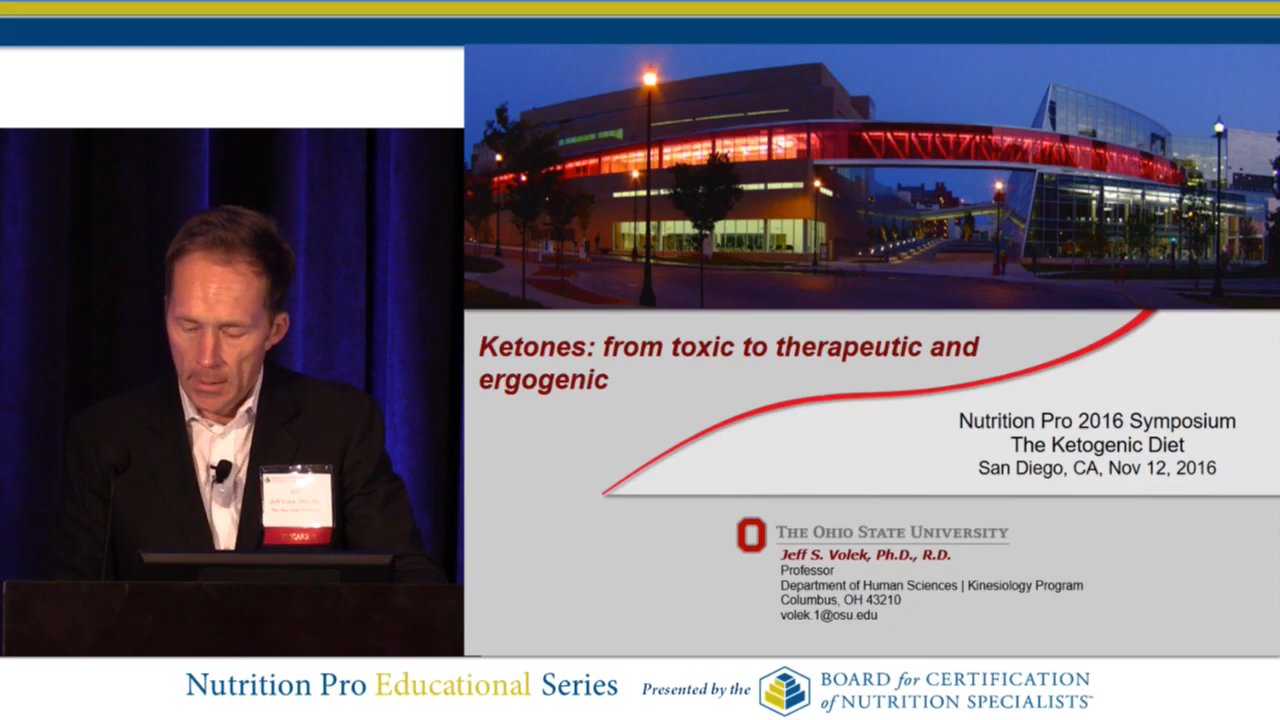 Ketones: from toxic to therapeutic and
ergogenic
Nutrition Pro 2016 Symposium
The Ketogenic Diet
San Diego, CA, Nov 12, 2016
THE OHIO STATE UNIVERSITY
Jeff S. Volek, Ph.D., R.D.
Professor
Department of Human Sciences | Kinesiology Program
Columbus, OH 43210
volek.1@osu.edu
Nutrition Pro Educational Series
Presented by the
BOARD for CERTIFICATION
of NUTRITION SPECIALISTS™